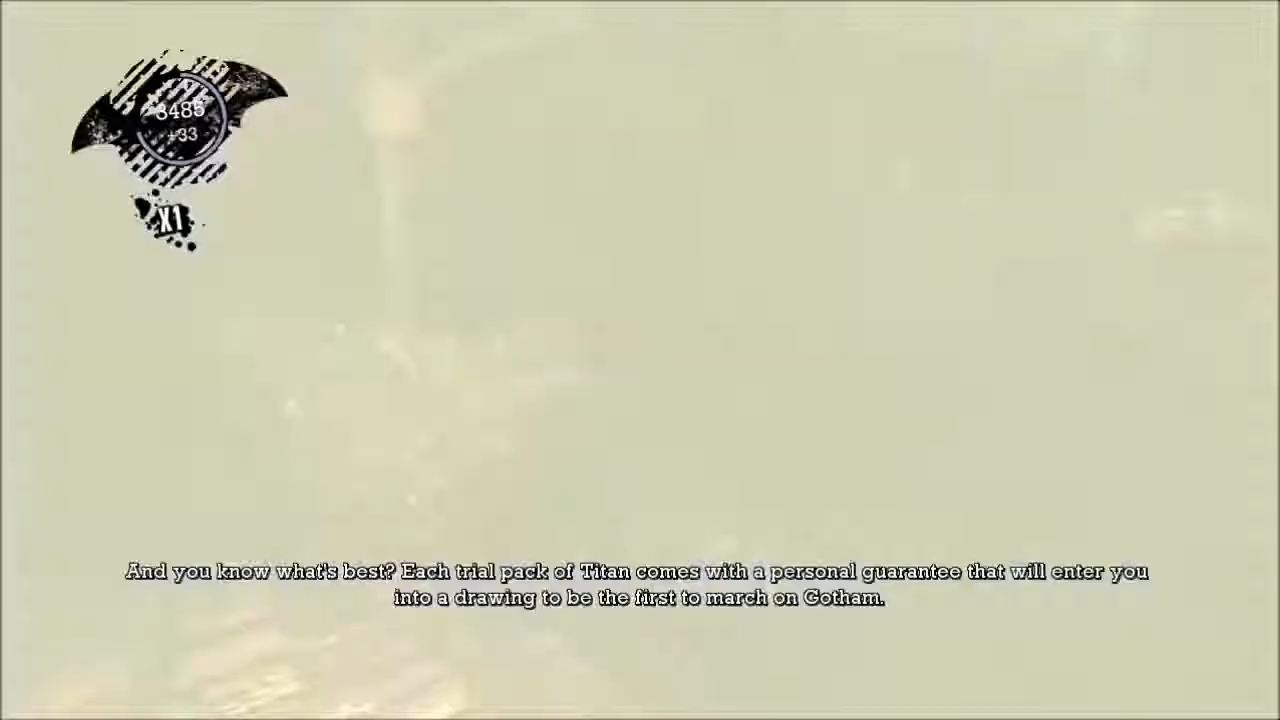 3485
+33
X1
And you know what's best? Each trial pack of Titan comes with a personal guarantee that will enter you
into a drawing to be the first to march on Gotham.